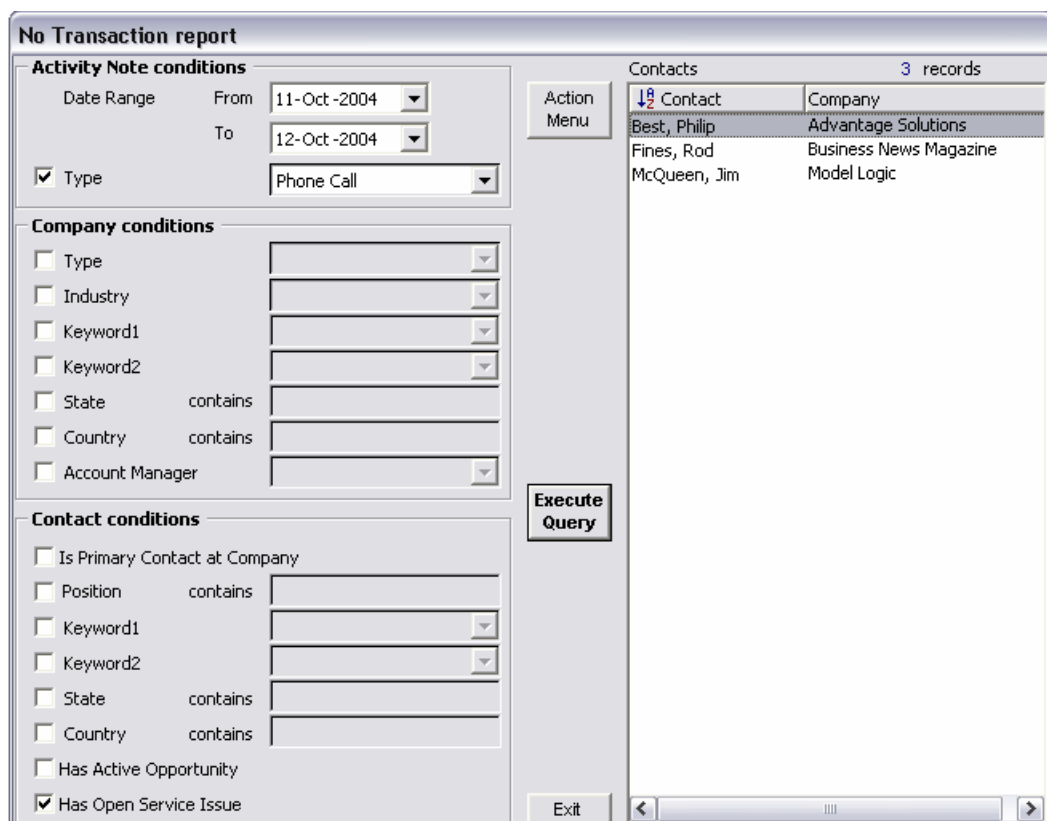 No Transaction report
Activity Note conditions
Date Range From 11-Oct -2004
To 12-Oct -2004
Type Phone Call
Company conditions
Type
Industry
Keyword1
Keyword2
State contains
Country contains
Account Manager
Contact conditions
Is Primary Contact at Company
Position contains
Keyword1
Keyword2
State contains
Country contains
Has Active Opportunity
Has Open Service Issue
Action
Menu
Execute
Query
Exit
Contacts 3 records
Contact Company
Best, Philip Advantage Solutions
Fines, Rod Business News Magazine
McQueen, Jim Model Logic